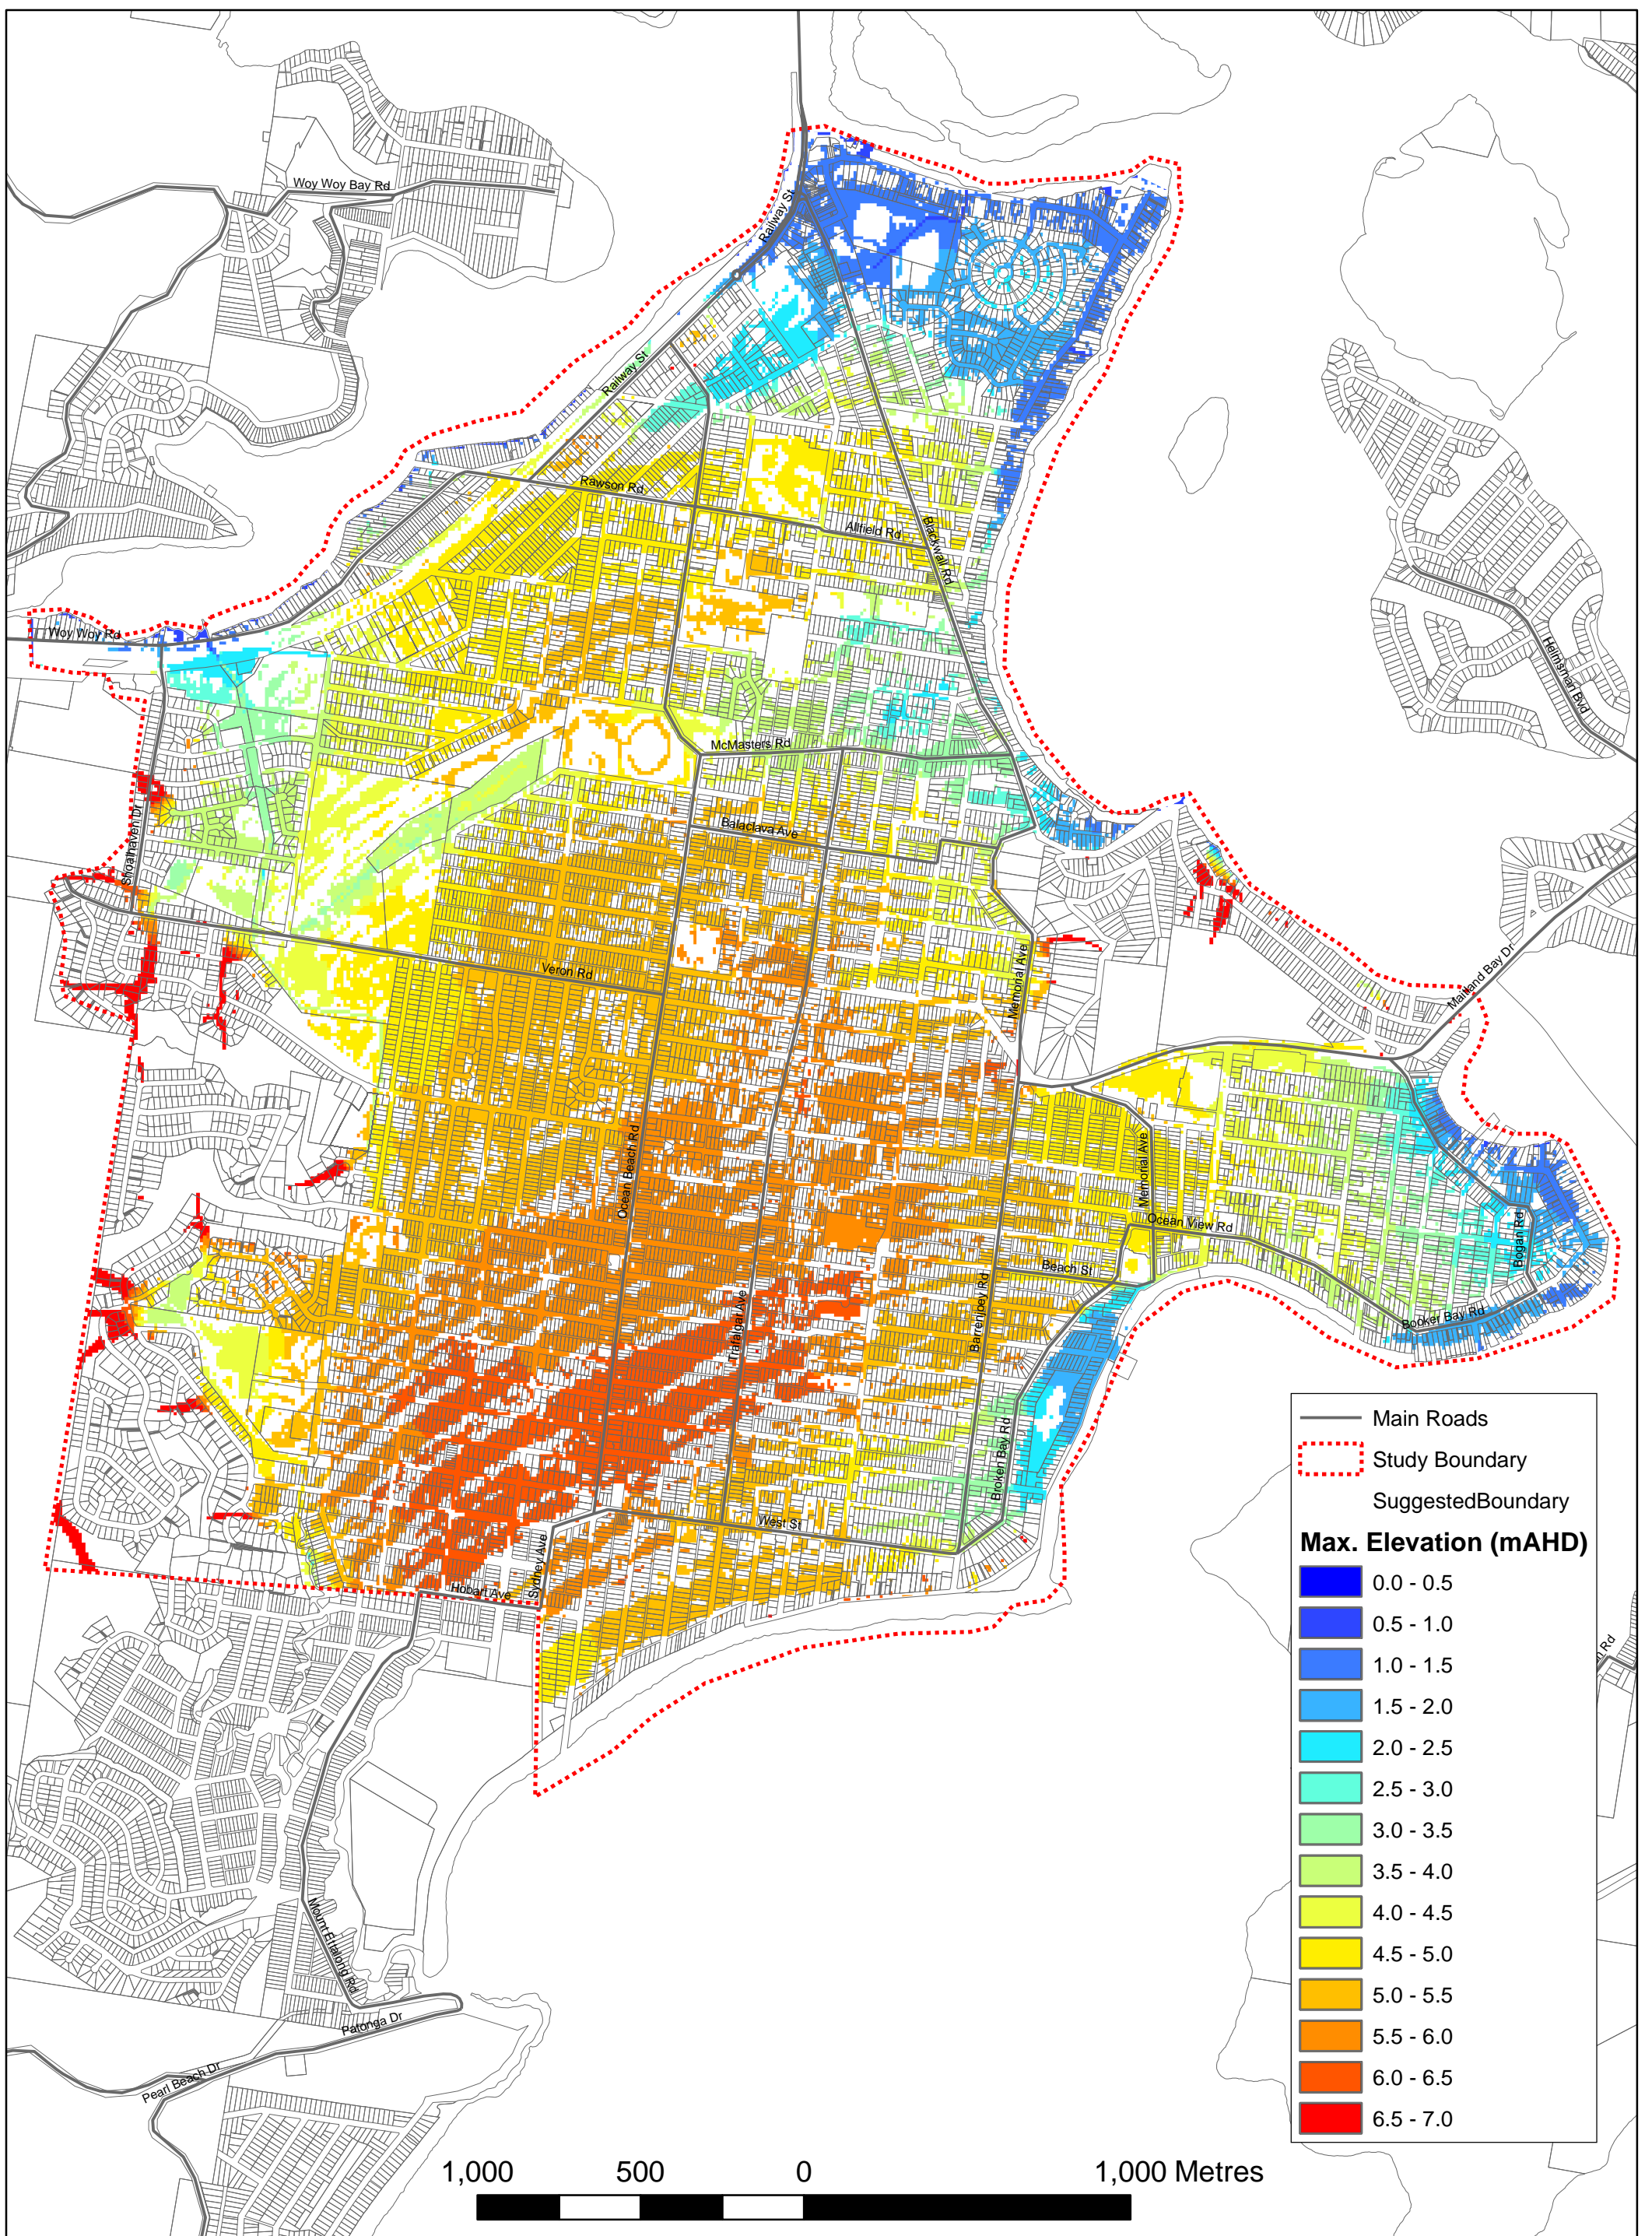 Woy Woy Bay Rd
Railway St
Railway St
Rawson Rd
Allfield Rd
Blackwall Rd
Woy Woy Rd
Helmsman Blvd
McMasters Rd
Shoalhaven Dr
Balaclava Ave
Veron Rd
Memorial Ave
Maitland Bay Dr
Ocean Beach Rd
Memorial Ave
Ocean View Rd
Bogan Rd
Beach St
Trafalgar Ave
Barrenjoey Rd
Booker Bay Rd
Broken Bay Rd
West St
Sydney Ave
Hobart Ave
Mount Ettalong Rd
Patonga Dr
Pearl Beach Dr
Rd
Main Roads
Study Boundary
SuggestedBoundary
Max. Elevation (mAHD)
0.0 - 0.5
0.5 - 1.0
1.0 - 1.5
1.5 - 2.0
2.0 - 2.5
2.5 - 3.0
3.0 - 3.5
3.5 - 4.0
4.0 - 4.5
4.5 - 5.0
5.0 - 5.5
5.5 - 6.0
6.0 - 6.5
6.5 - 7.0
1,000 500 0 1,000 Metres